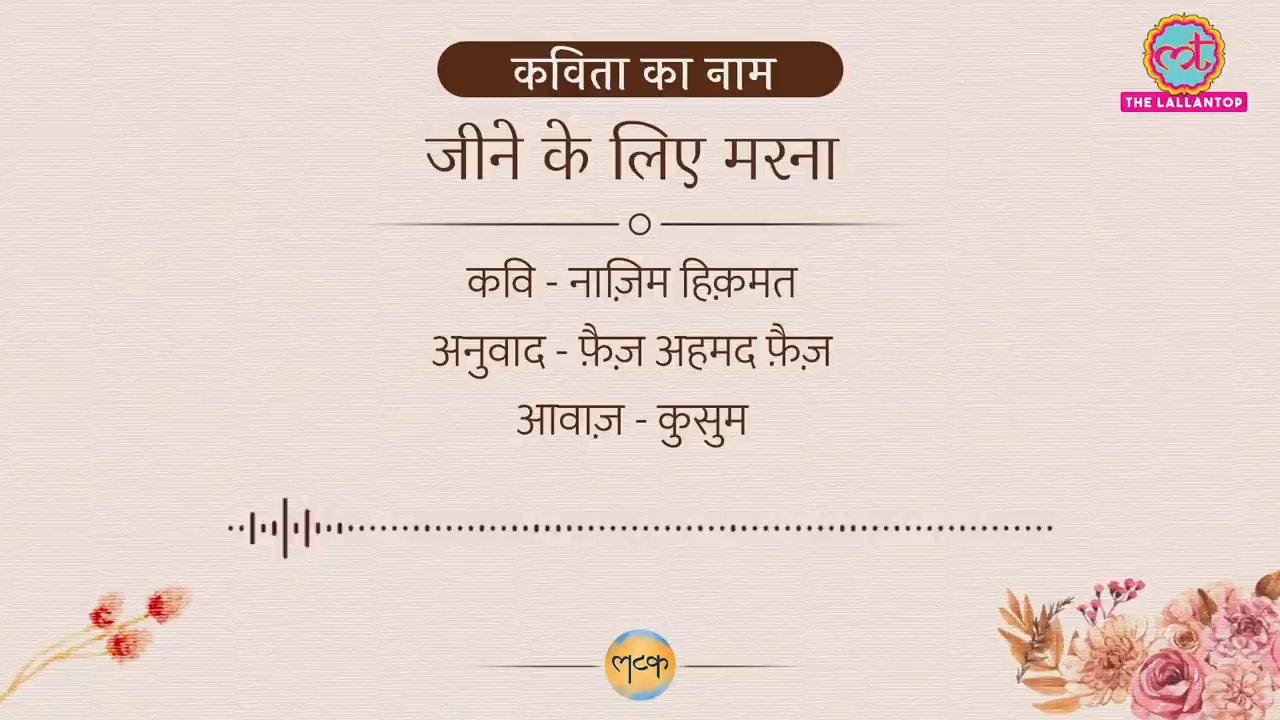 कविता का नाम
THE LALLANTOP
जीने के लिए मरना
कवि - नाज़िम हिक़मत
अनुवाद - फ़ैज़ अहमद फ़ैज़
आवाज़ - कुसुम